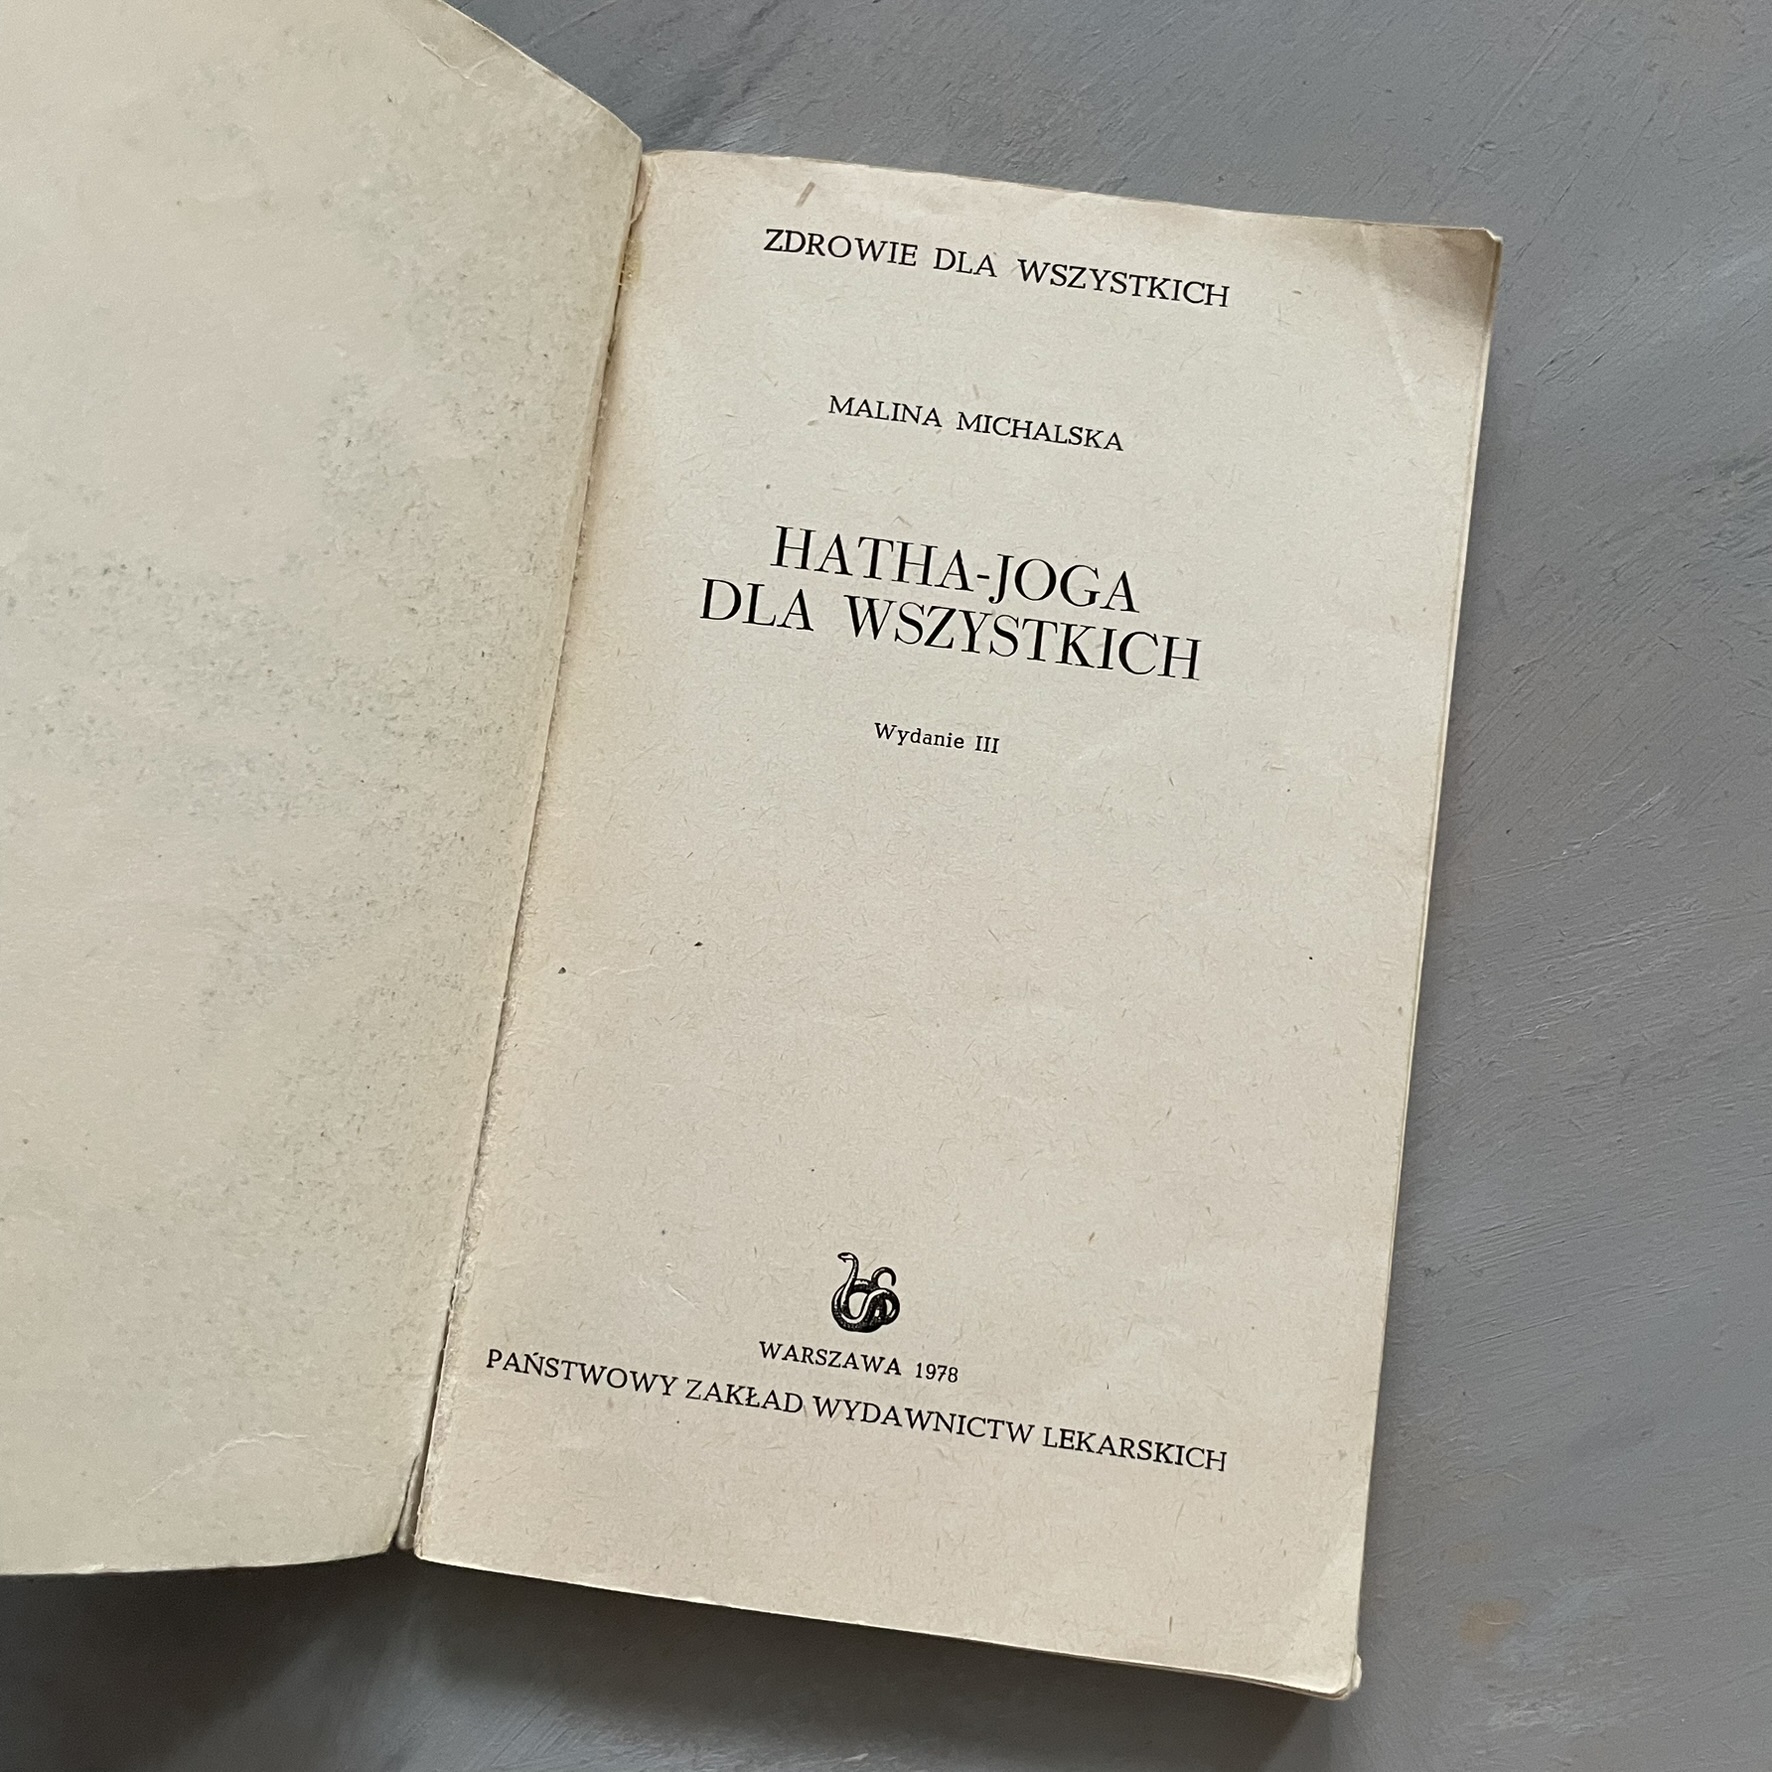 ZDROWIE DLA WSZYSTKICH
MALINA MICHALSKA
HATHA-JOGA
DLA WSZYSTKICH
Wydanie III
WARSZAWA 1978
PAŃSTWOWY ZAKŁAD WYDAWNICTW LEKARSKICH